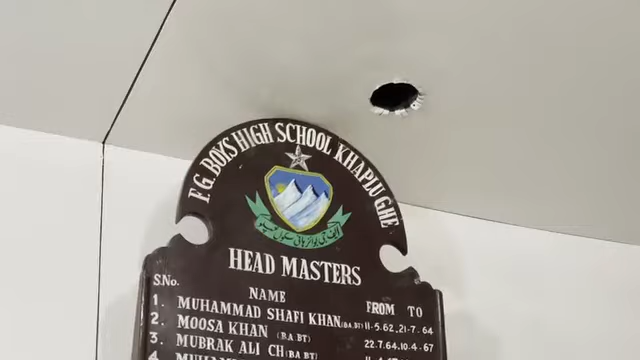 F.G. BOYS HIGH SCHOOL KHAPLU GHE
HEAD MASTERS
S.No. NAME FROM TO
1. MUHAMMAD SHAFI KHAN (BA.BT) 11-5.62 21-7.64
2. MOOSA KHAN (B.A.BT) 22.7.64 10-4-67
3. MUBRAK ALI CH (BA BT)
4